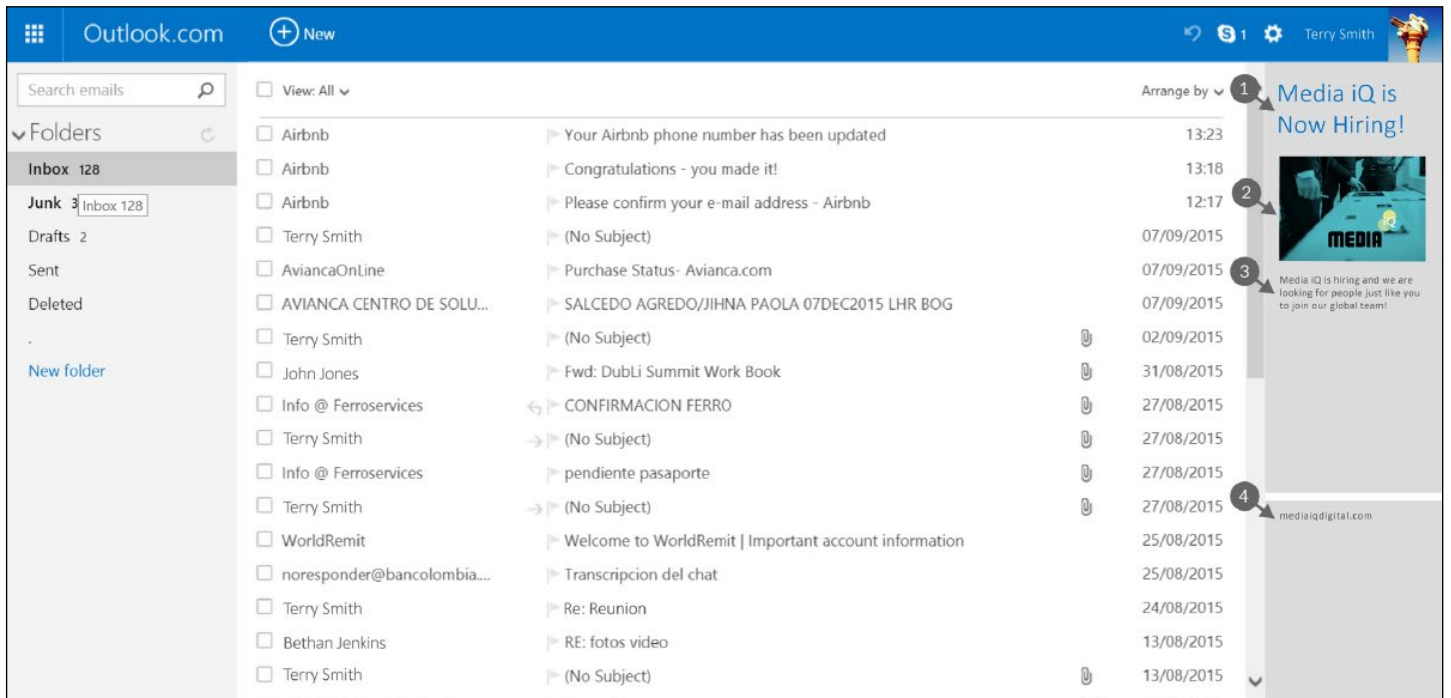 Outlook.com
New
1
Terry Smith
Search emails
Folders
Inbox 128
Junk 3
Inbox 128
Drafts 2
Sent
Deleted
.
New folder
View: All
Arrange by
Airbnb Your Airbnb phone number has been updated 13:23
Airbnb Congratulations - you made it! 13:18
Airbnb Please confirm your e-mail address - Airbnb 12:17
Terry Smith (No Subject) 07/09/2015
AviancaOnLine Purchase Status- Avianca.com 07/09/2015
AVIANCA CENTRO DE SOLU... SALCEDO AGREDO/JIHNA PAOLA 07DEC2015 LHR BOG 07/09/2015
Terry Smith (No Subject) 02/09/2015
John Jones Fwd: DubLi Summit Work Book 31/08/2015
Info @ Ferroservices CONFIRMACION FERRO 27/08/2015
Terry Smith (No Subject) 27/08/2015
Info @ Ferroservices pendiente pasaporte 27/08/2015
Terry Smith (No Subject) 27/08/2015
WorldRemit Welcome to WorldRemit | Important account information 25/08/2015
noresponder@bancolombia.... Transcripcion del chat 25/08/2015
Terry Smith Re: Reunion 24/08/2015
Bethan Jenkins RE: fotos video 13/08/2015
Terry Smith (No Subject) 13/08/2015
1
Media iQ is
Now Hiring!
2
iQ
MEDIA
3
Media iQ is hiring and we are
looking for people just like you
to join our global team!
4
mediaiqdigital.com